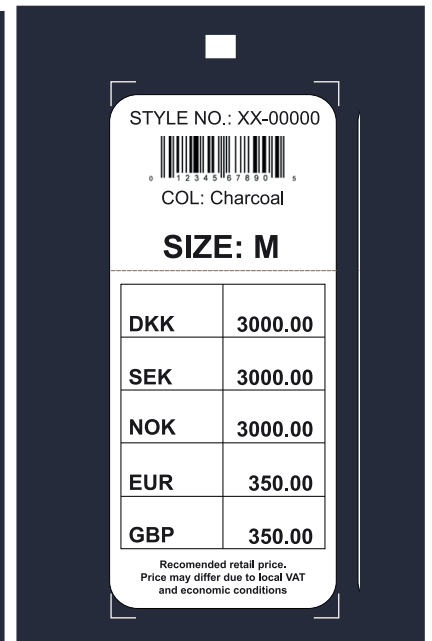 STYLE NO.: XX-00000
0 12345 67890 5
COL: Charcoal
SIZE: M
DKK 3000.00
SEK 3000.00
NOK 3000.00
EUR 350.00
GBP 350.00
Recomended retail price.
Price may differ due to local VAT
and economic conditions